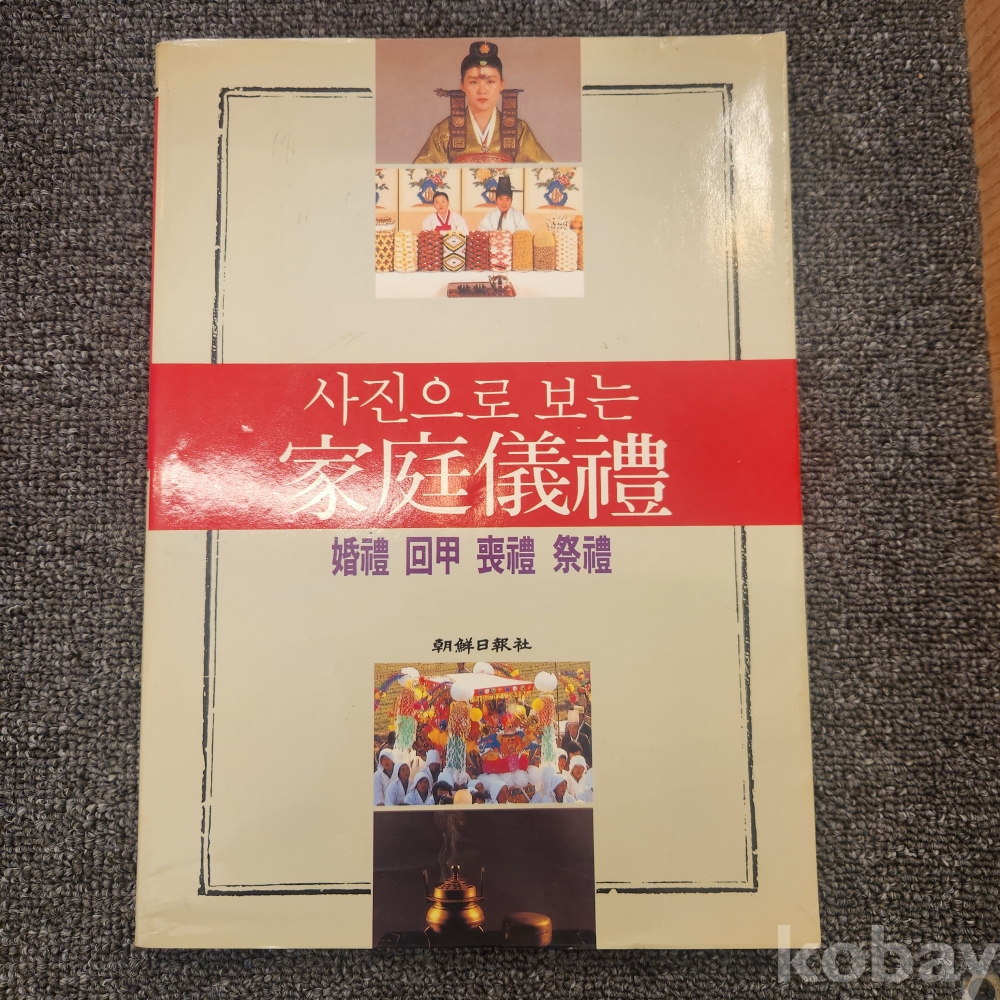 사진으로 보는
家庭儀禮
婚禮 回甲 喪禮 祭禮
朝鮮日報社
kobay